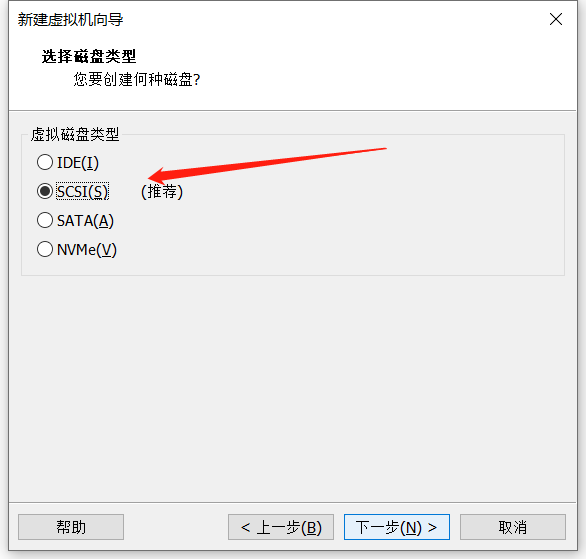 新建虚拟机向导
选择磁盘类型
您要创建何种磁盘?
虚拟磁盘类型
IDE(I)
SCSI(S) (推荐)
SATA(A)
NVMe(V)
帮助 < 上一步(B) 下一步(N) > 取消